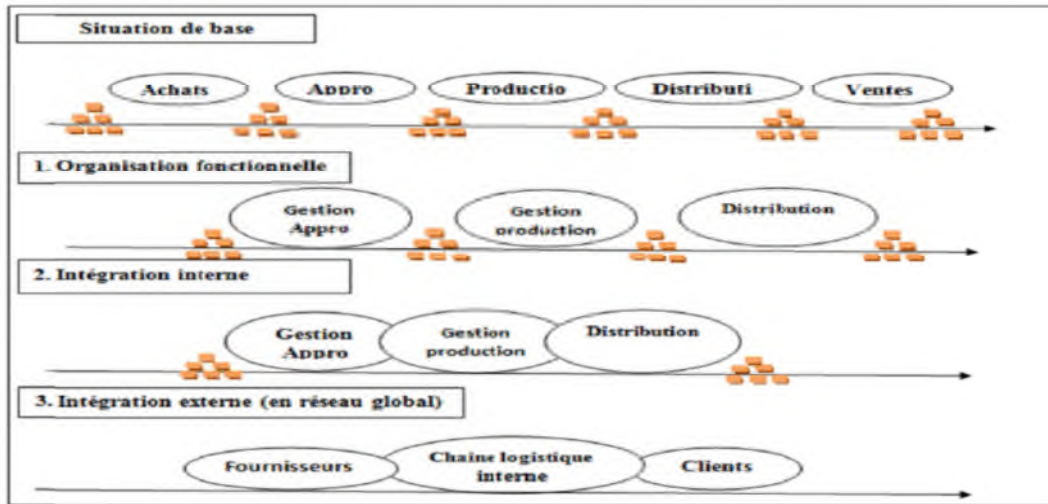 Situation de base
Achats Appro Productio Distributi Ventes
1. Organisation fonctionnelle
Gestion Appro
Gestion production
Distribution
2. Intégration interne
Gestion Appro
Gestion production
Distribution
3. Intégration externe (en réseau global)
Fournisseurs
Chaîne logistique
interne
Clients